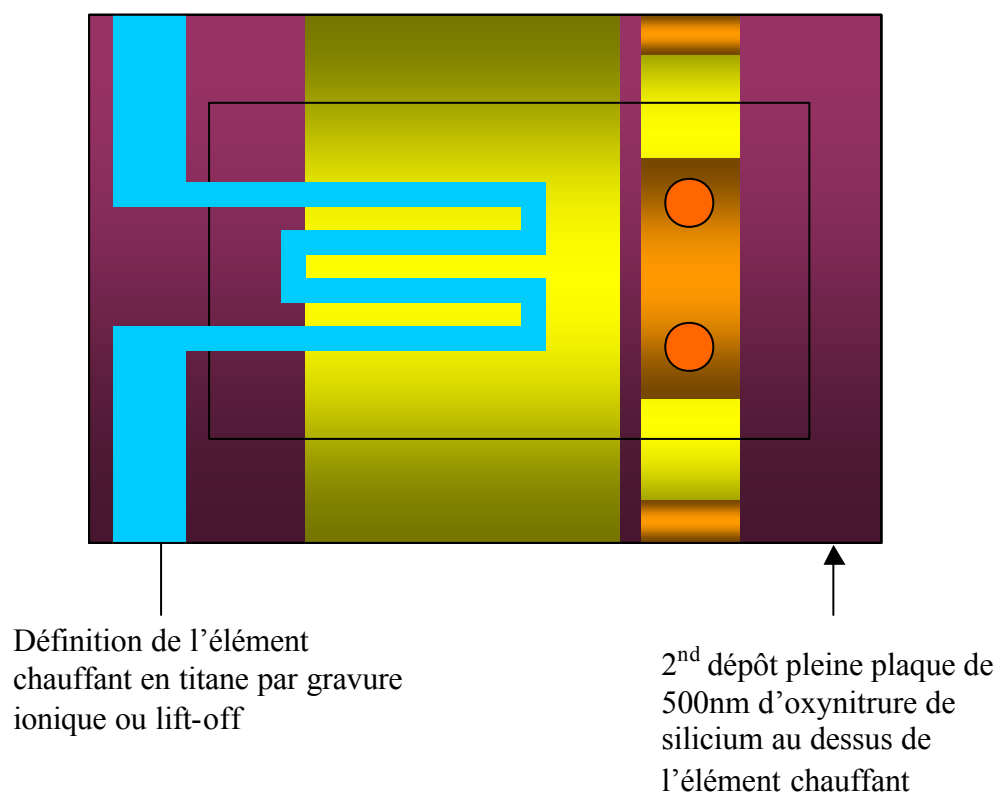 Définition de l’élément
chauffant en titane par gravure
ionique ou lift-off
2nd dépôt pleine plaque de
500nm d’oxynitrure de
silicium au dessus de
l’élément chauffant